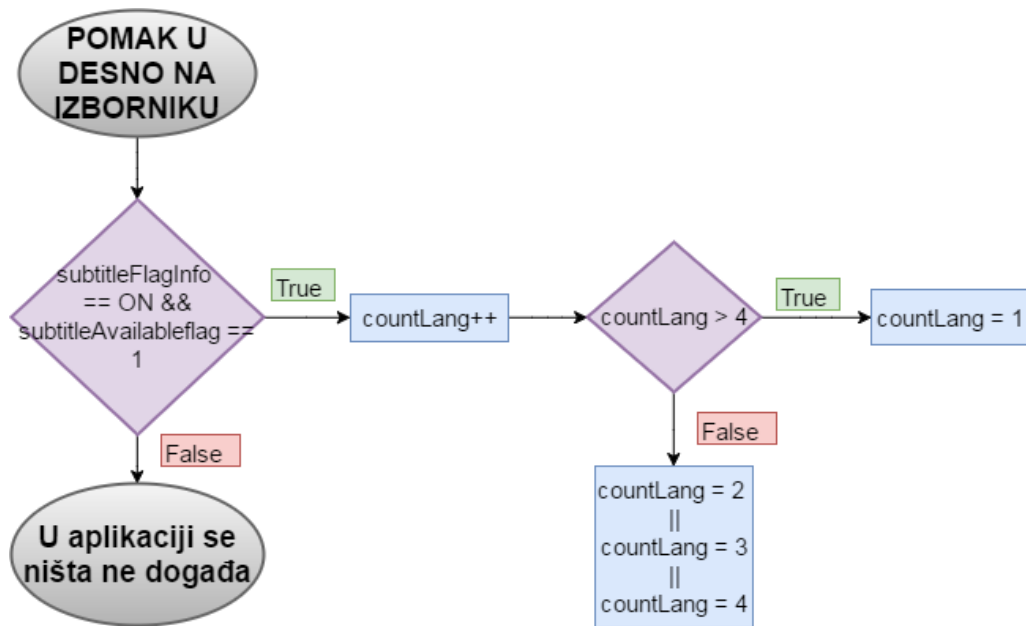 POMAK U
DESNO NA
IZBORNIKU
subtitleFlagInfo
== ON &&
subtitleAvailableflag ==
1
True
countLang++
countLang > 4
True
countLang = 1
False
U aplikaciji se
ništa ne događa
False
countLang = 2
||
countLang = 3
||
countLang = 4